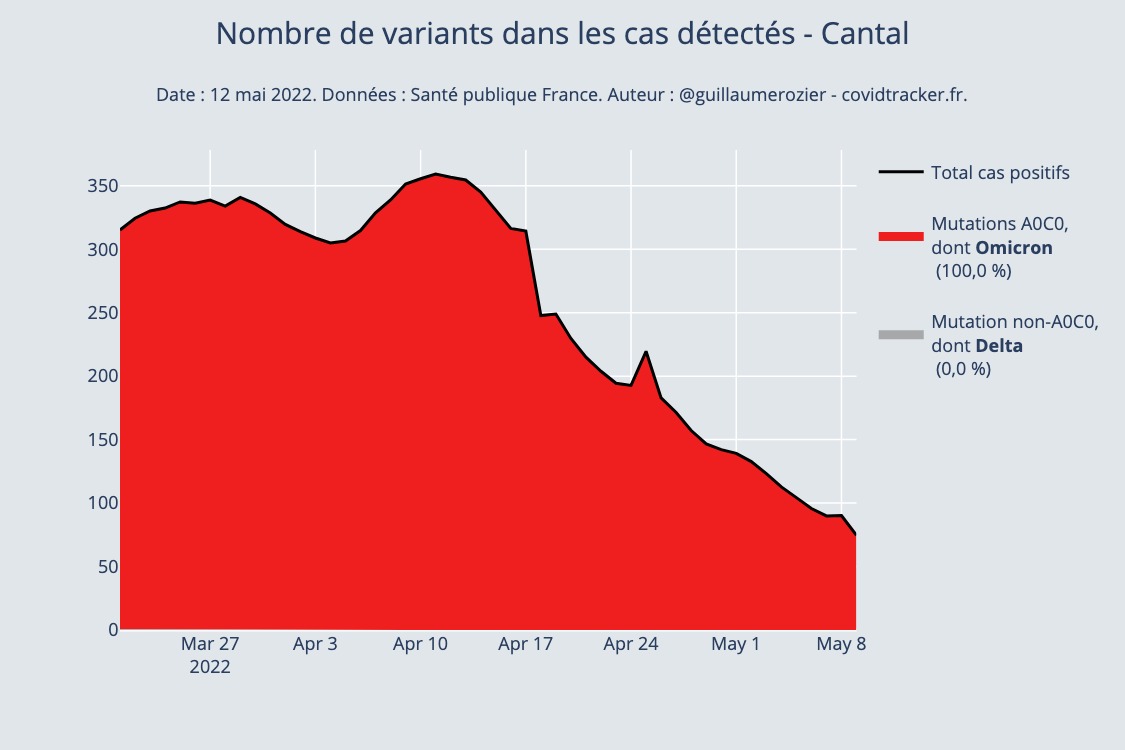 Nombre de variants dans les cas détectés - Cantal
Date : 12 mai 2022. Données : Santé publique France. Auteur : @guillaumerozier - covidtracker.fr.
350
300
250
200
150
100
50
0
Mar 27
2022
Apr 3
Apr 10
Apr 17
Apr 24
May 1
May 8
Total cas positifs
Mutations A0C0,
dont Omicron
(100,0 %)
Mutation non-A0C0,
dont Delta
(0,0 %)